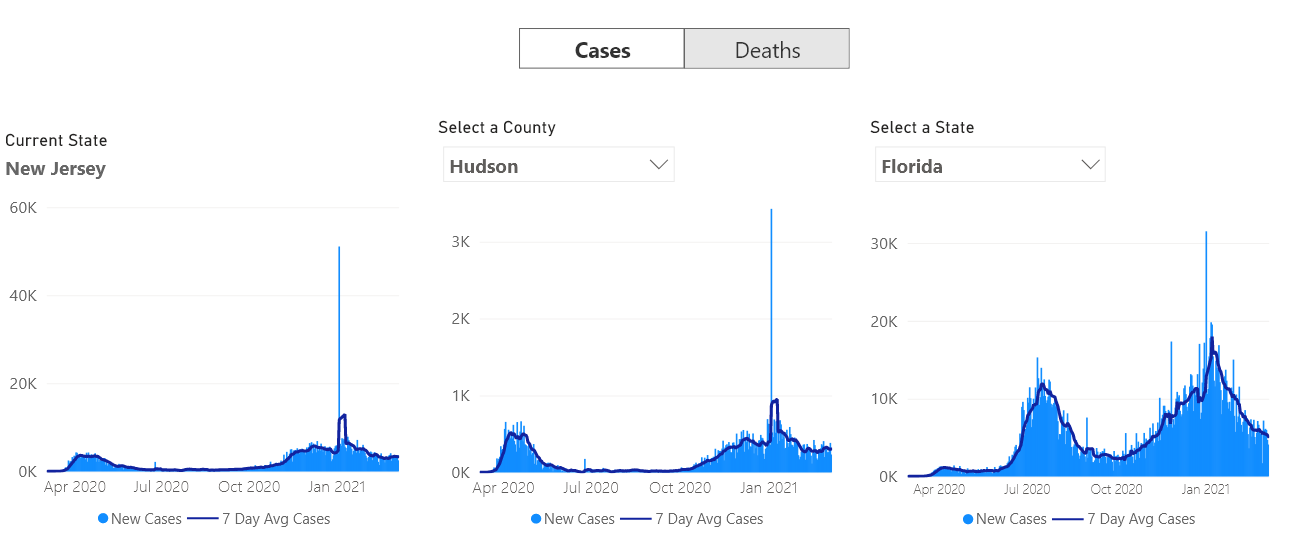 Cases Deaths
Current State
New Jersey
60K
40K
20K
0K
Apr 2020 Jul 2020 Oct 2020 Jan 2021
New Cases 7 Day Avg Cases
Select a County
Hudson
3K
2K
1K
0K
Apr 2020 Jul 2020 Oct 2020 Jan 2021
New Cases 7 Day Avg Cases
Select a State
Florida
30K
20K
10K
0K
Apr 2020 Jul 2020 Oct 2020 Jan 2021
New Cases 7 Day Avg Cases